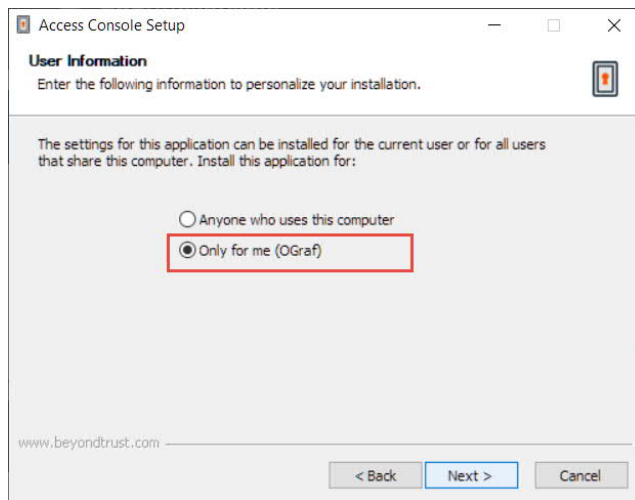 Access Console Setup
User Information
Enter the following information to personalize your installation.
The settings for this application can be installed for the current user or for all users
that share this computer. Install this application for:
Anyone who uses this computer
Only for me (OGraf)
www.beyondtrust.com
< Back Next > Cancel